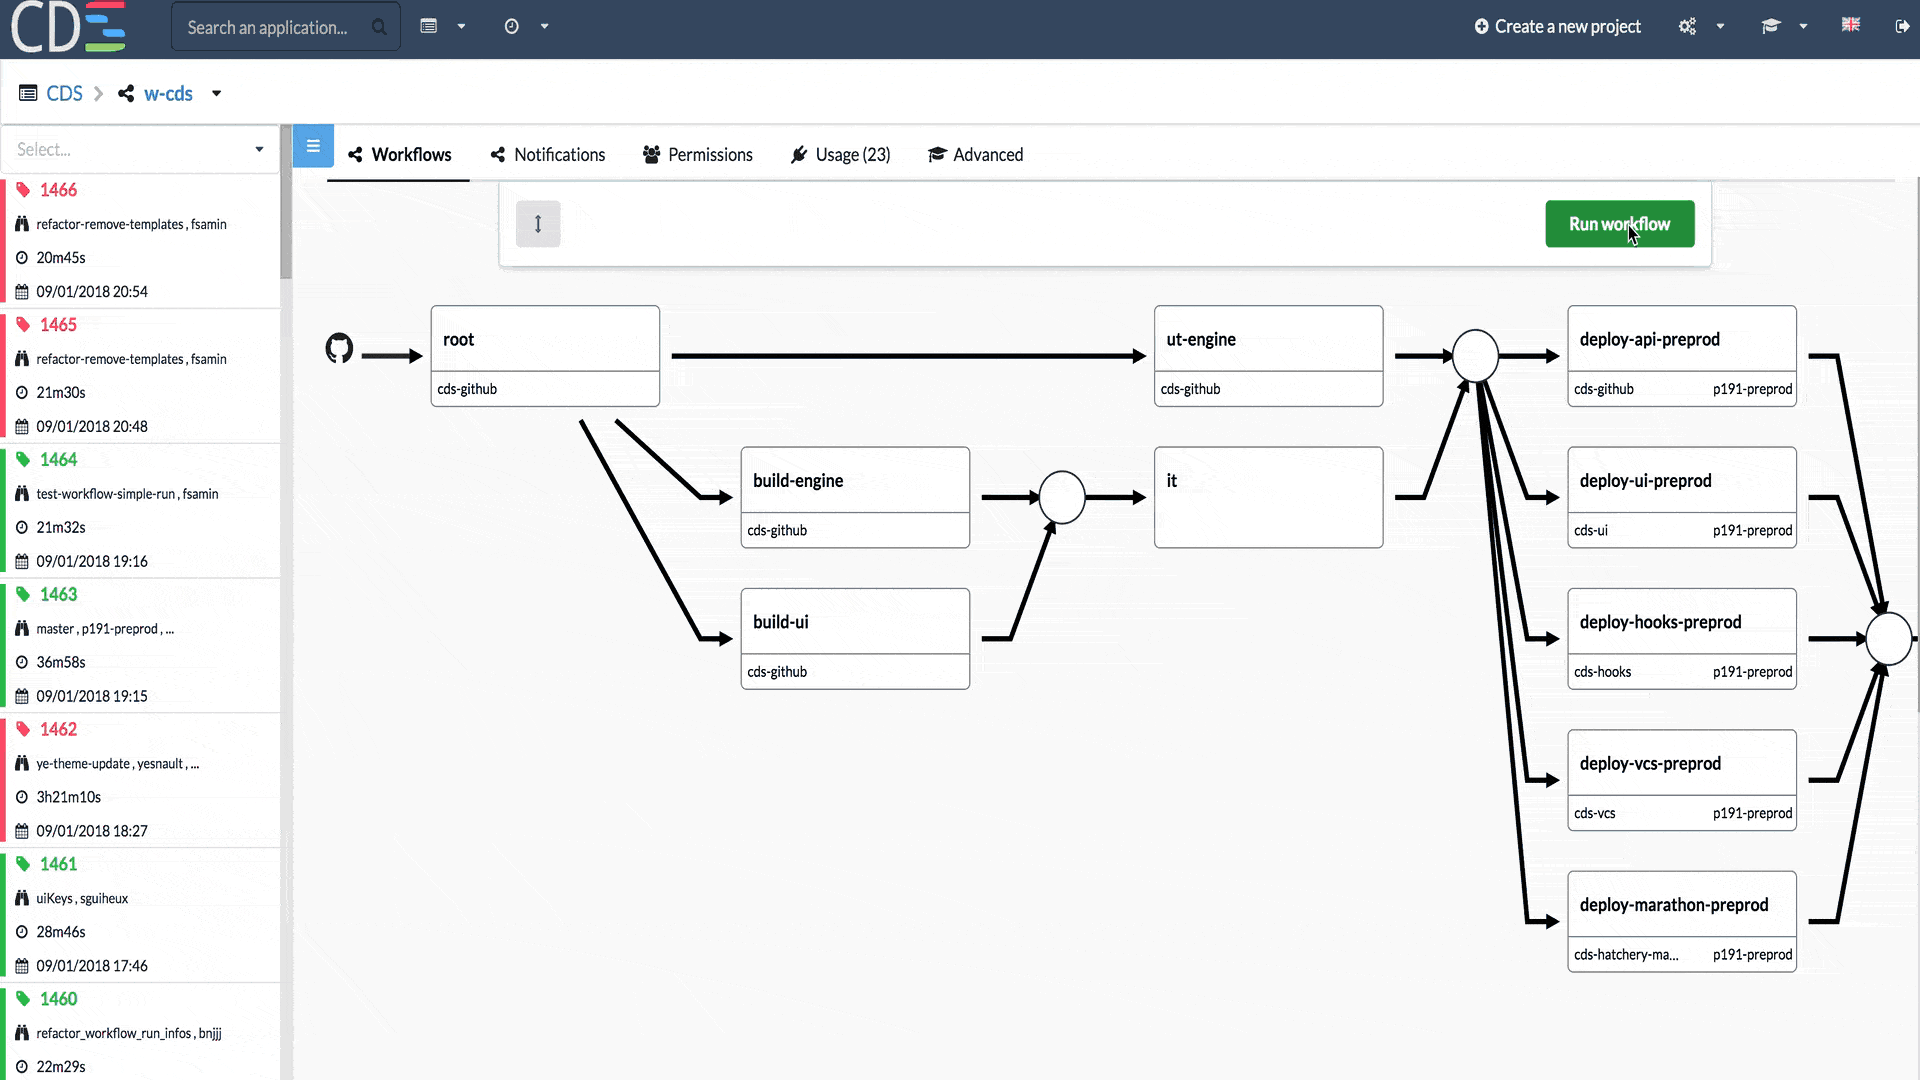 CD
Search an application...
Create a new project
CDS
w-cds
Select...
Workflows
Notifications
Permissions
Usage (23)
Advanced
Run workflow
1466
refactor-remove-templates , fsamin
20m45s
09/01/2018 20:54
1465
refactor-remove-templates , fsamin
21m30s
09/01/2018 20:48
1464
test-workflow-simple-run , fsamin
21m32s
09/01/2018 19:16
1463
master , p191-preprod , ...
36m58s
09/01/2018 19:15
1462
ye-theme-update , yesnault , ...
3h21m10s
09/01/2018 18:27
1461
uiKeys , sguiheux
28m46s
09/01/2018 17:46
1460
refactor_workflow_run_infos , bnjjj
22m29s
root
cds-github
ut-engine
cds-github
deploy-api-preprod
cds-github p191-preprod
build-engine
cds-github
it
deploy-ui-preprod
cds-ui p191-preprod
build-ui
cds-github
deploy-hooks-preprod
cds-hooks p191-preprod
deploy-vcs-preprod
cds-vcs p191-preprod
deploy-marathon-preprod
cds-hatchery-ma... p191-preprod